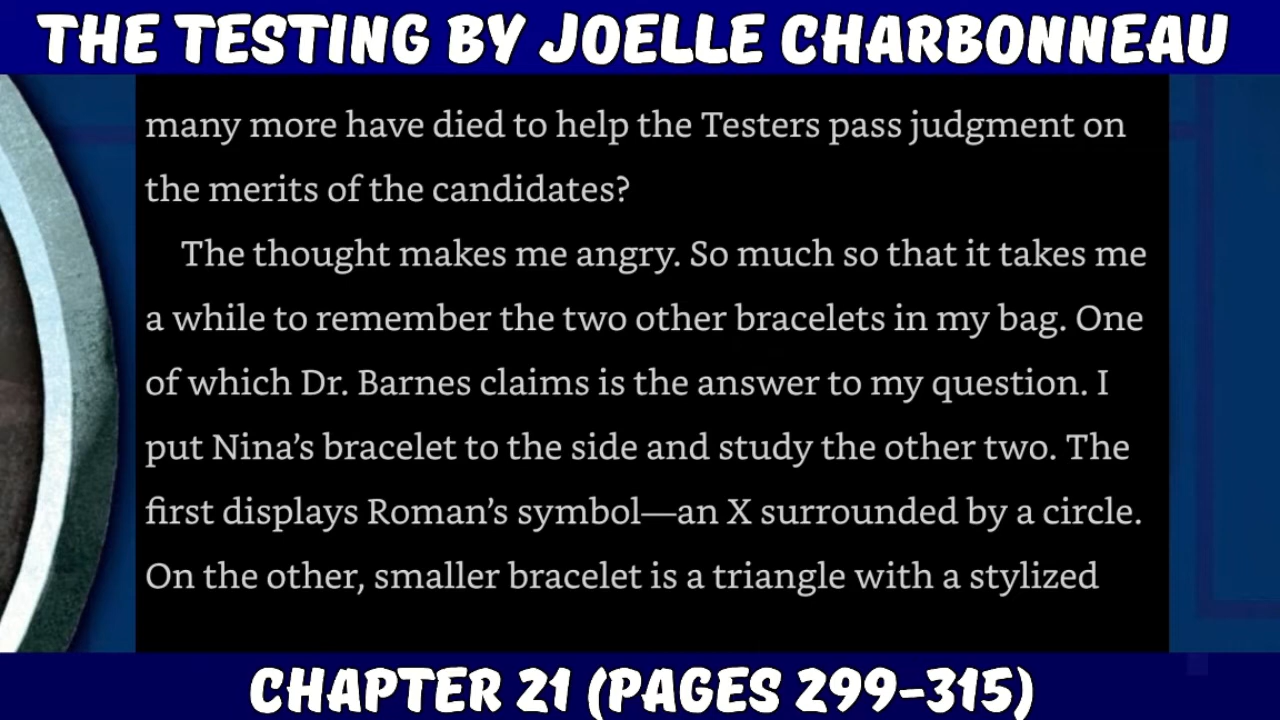 THE TESTING BY JOELLE CHARBONNEAU
many more have died to help the Testers pass judgment on
the merits of the candidates?
The thought makes me angry. So much so that it takes me
a while to remember the two other bracelets in my bag. One
of which Dr. Barnes claims is the answer to my question. I
put Nina’s bracelet to the side and study the other two. The
first displays Roman’s symbol—an X surrounded by a circle.
On the other, smaller bracelet is a triangle with a stylized
CHAPTER 21 (PAGES 299-315)